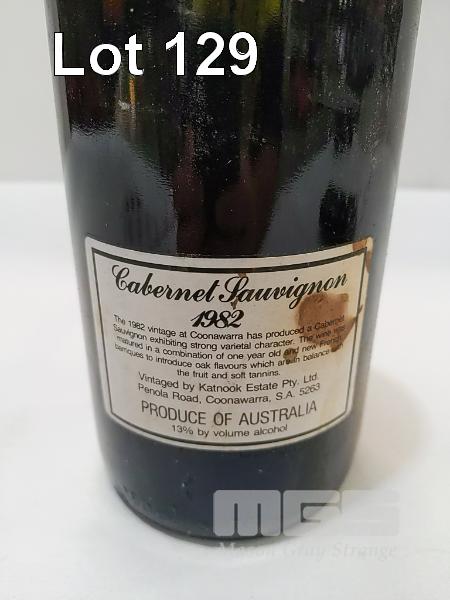 Lot 129
Cabernet Sauvignon
1982
The 1982 vintage at Coonawarra has produced a Cabernet
Sauvignon exhibiting strong varietal character. The wine was
matured in a combination of one year old and new French
barriques to introduce oak flavours which are in balance
the fruit and soft tannins.
Vintaged by Katnook Estate Pty. Ltd.
Penola Road, Coonawarra, S.A. 5263
PRODUCE OF AUSTRALIA
13% by volume alcohol
MGS
Mason Gray Strange